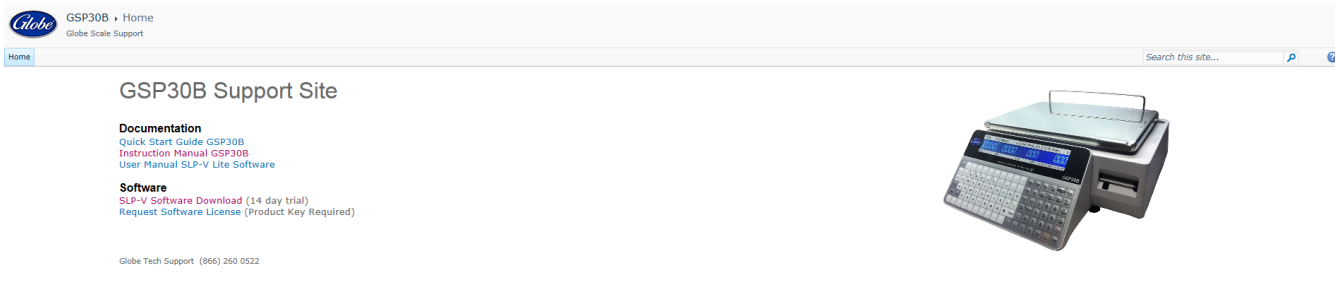 Globe
GSP30B ▸ Home
Globe Scale Support
Home
Search this site...
GSP30B Support Site
Documentation
Quick Start Guide GSP30B
Instruction Manual GSP30B
User Manual SLP-V Lite Software
Software
SLP-V Software Download (14 day trial)
Request Software License (Product Key Required)
Globe Tech Support (866) 260 0522
GSP30B